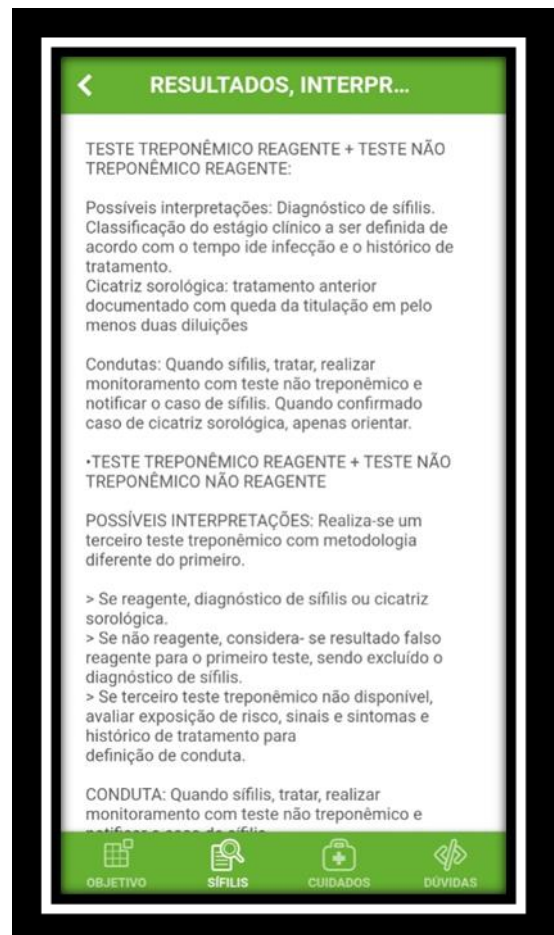 RESULTADOS, INTERPR...
TESTE TREPONÊMICO REAGENTE + TESTE NÃO
TREPONÊMICO REAGENTE:
Possíveis interpretações: Diagnóstico de sífilis.
Classificação do estágio clínico a ser definida de
acordo com o tempo ide infecção e o histórico de
tratamento.
Cicatriz sorológica: tratamento anterior
documentado com queda da titulação em pelo
menos duas diluições
Condutas: Quando sífilis, tratar, realizar
monitoramento com teste não treponêmico e
notificar o caso de sífilis. Quando confirmado
caso de cicatriz sorológica, apenas orientar.
•TESTE TREPONÊMICO REAGENTE + TESTE NÃO
TREPONÊMICO NÃO REAGENTE
POSSÍVEIS INTERPRETAÇÕES: Realiza-se um
terceiro teste treponêmico com metodologia
diferente do primeiro.
> Se reagente, diagnóstico de sífilis ou cicatriz
sorológica.
> Se não reagente, considera- se resultado falso
reagente para o primeiro teste, sendo excluído o
diagnóstico de sífilis.
> Se terceiro teste treponêmico não disponível,
avaliar exposição de risco, sinais e sintomas e
histórico de tratamento para
definição de conduta.
CONDUTA: Quando sífilis, tratar, realizar
monitoramento com teste não treponêmico e
OBJETIVO SÍFILIS CUIDADOS DÚVIDAS